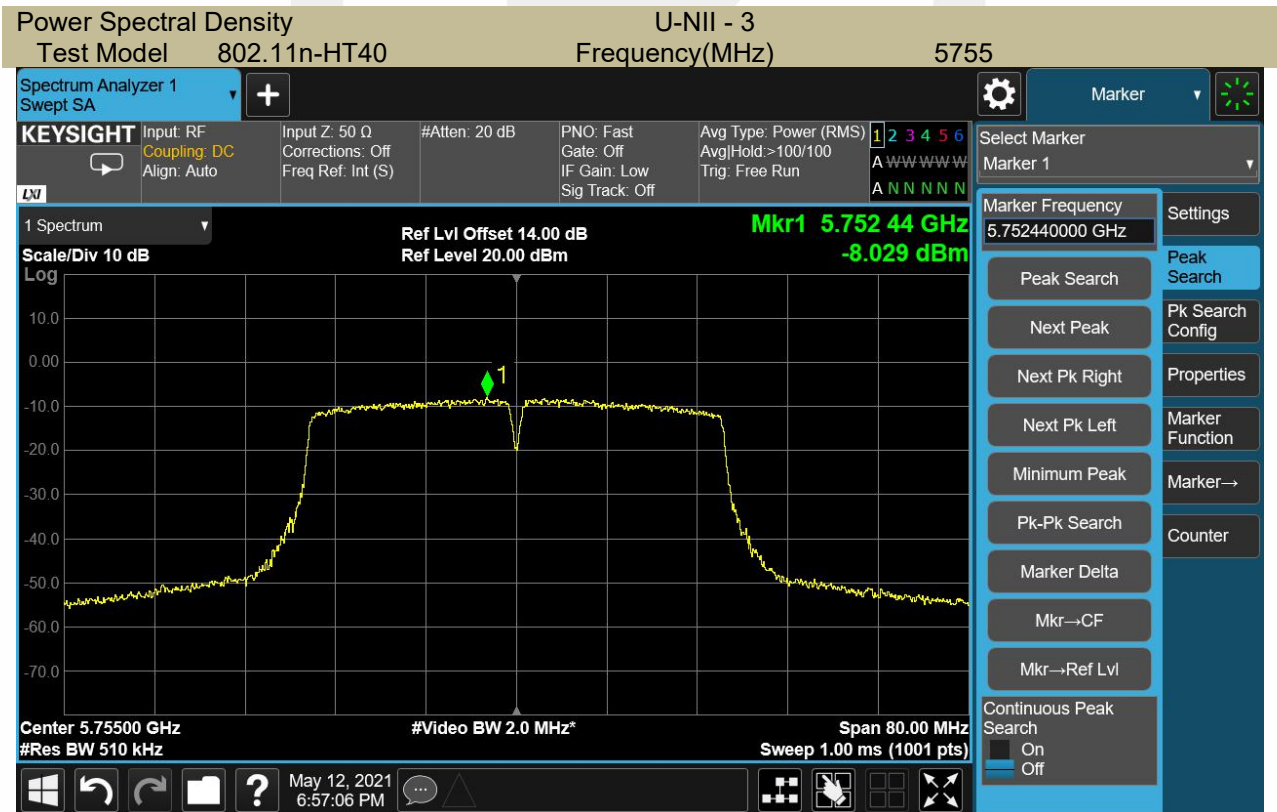 Power Spectral Density U-NII - 3
Test Model 802.11n-HT40 Frequency(MHz) 5755
Spectrum Analyzer 1
Swept SA
+
Marker
KEYSIGHT
LXI
Input: RF
Coupling: DC
Align: Auto
Input Z: 50 Ω
Corrections: Off
Freq Ref: Int (S)
#Atten: 20 dB
PNO: Fast
Gate: Off
IF Gain: Low
Sig Track: Off
Avg Type: Power (RMS)
Avg|Hold:>100/100
Trig: Free Run
1 2 3 4 5 6
A W W W W W
A N N N N N
Select Marker
Marker 1
1 Spectrum
Scale/Div 10 dB
Log
Ref Lvl Offset 14.00 dB
Ref Level 20.00 dBm
Mkr1 5.752 44 GHz
-8.029 dBm
10.0
0.00
-10.0
-20.0
-30.0
-40.0
-50.0
-60.0
-70.0
1
Center 5.75500 GHz
#Res BW 510 kHz
#Video BW 2.0 MHz*
Span 80.00 MHz
Sweep 1.00 ms (1001 pts)
Marker Frequency
5.752440000 GHz
Peak Search
Next Peak
Next Pk Right
Next Pk Left
Minimum Peak
Pk-Pk Search
Marker Delta
Mkr→CF
Mkr→Ref Lvl
Continuous Peak
Search
On
Off
Settings
Peak
Search
Pk Search
Config
Properties
Marker
Function
Marker→
Counter
?
May 12, 2021
6:57:06 PM